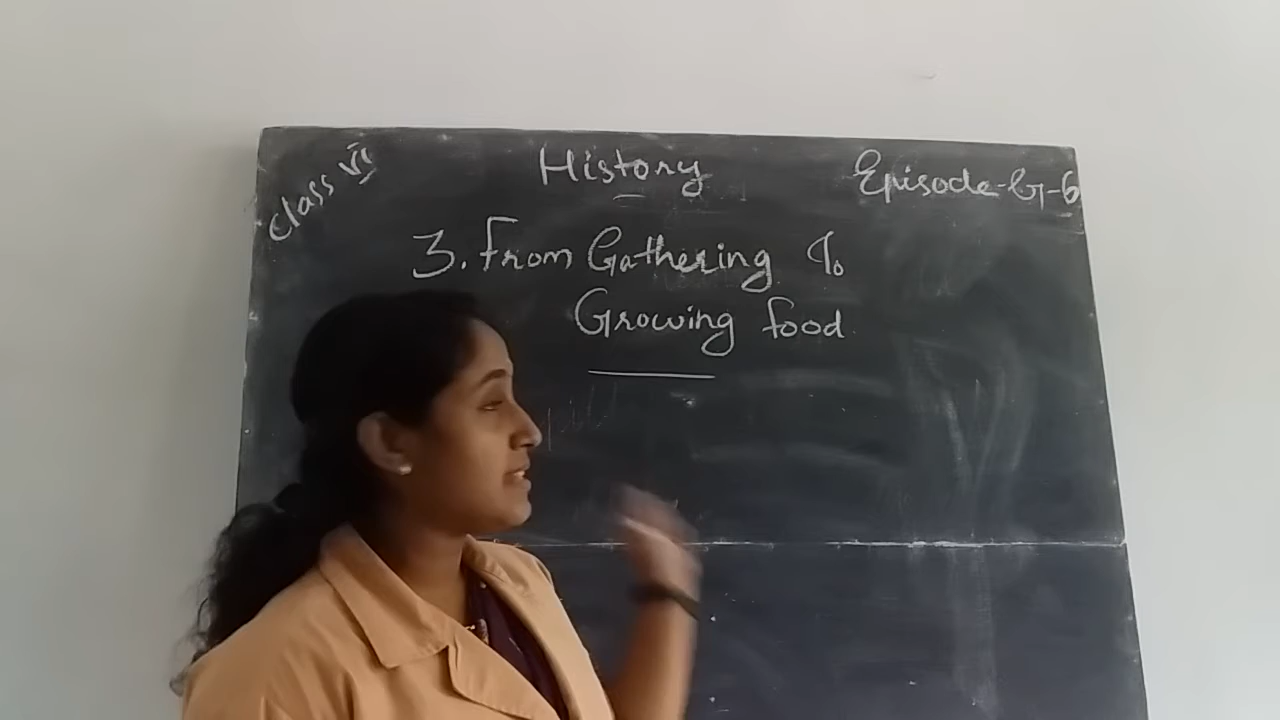 Class VI
History
Episode-G-6
3. From Gathering To
Growing food